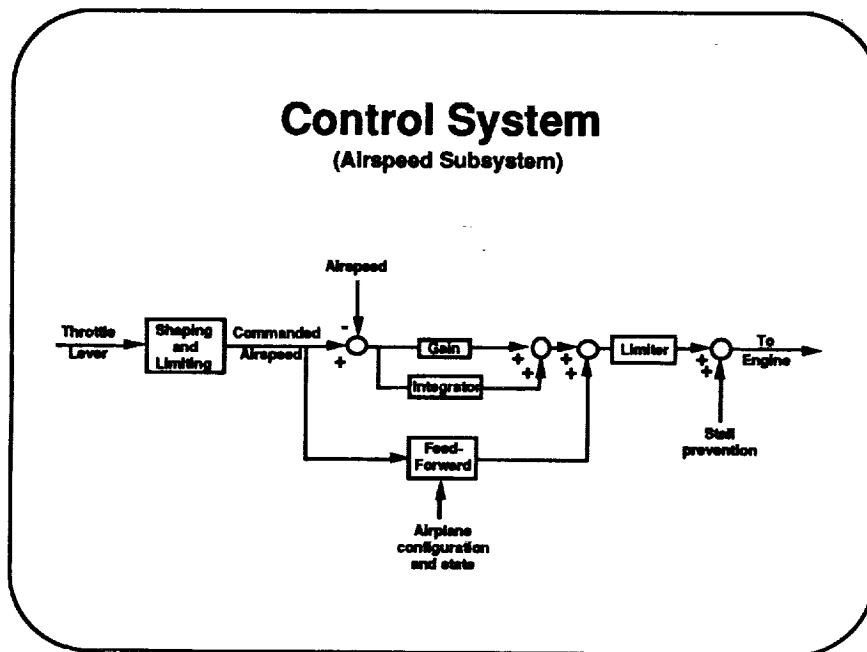 Control System
(Airspeed Subsystem)
Airspeed
Throttle
Lever
Shaping
and
Limiting
Commanded
Airspeed
-
+
Gain
Integrator
+
+
+
+
Limiter
+
+
To
Engine
Feed-
Forward
Stall
prevention
Airplane
configuration
and state